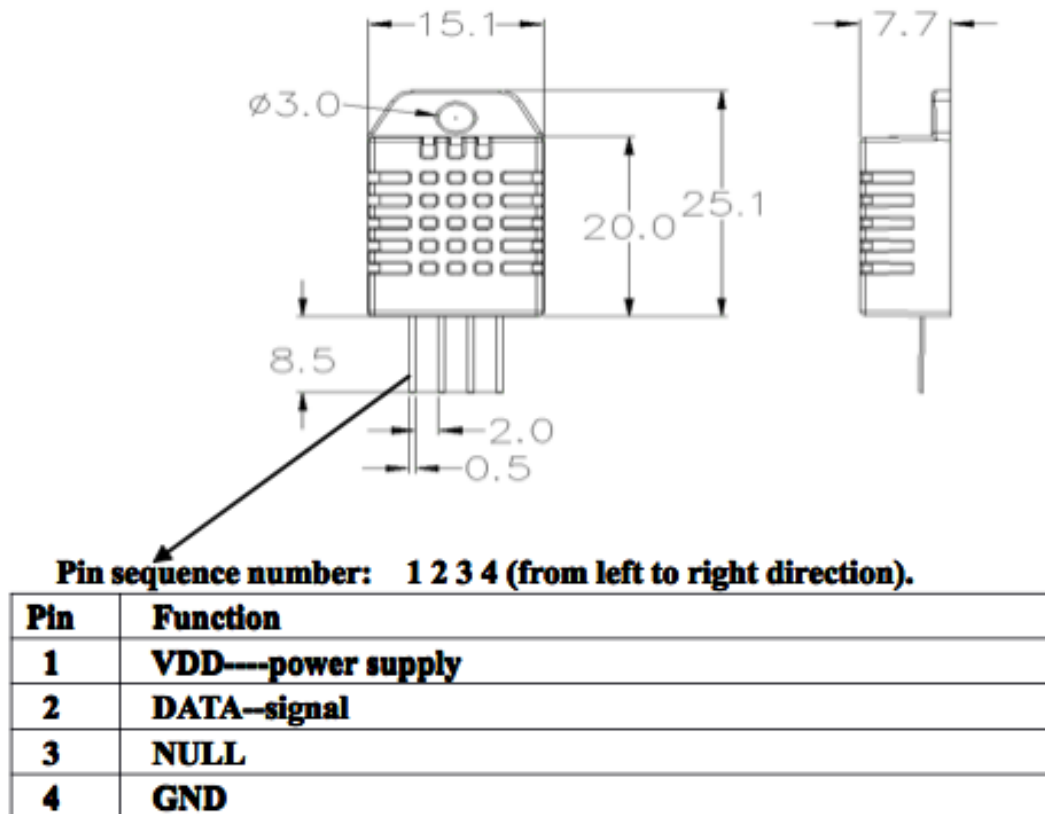 15.1
7.7
ø3.0
25.1
20.0
8.5
2.0
0.5
Pin sequence number: 1 2 3 4 (from left to right direction).
Pin Function
1 VDD----power supply
2 DATA--signal
3 NULL
4 GND